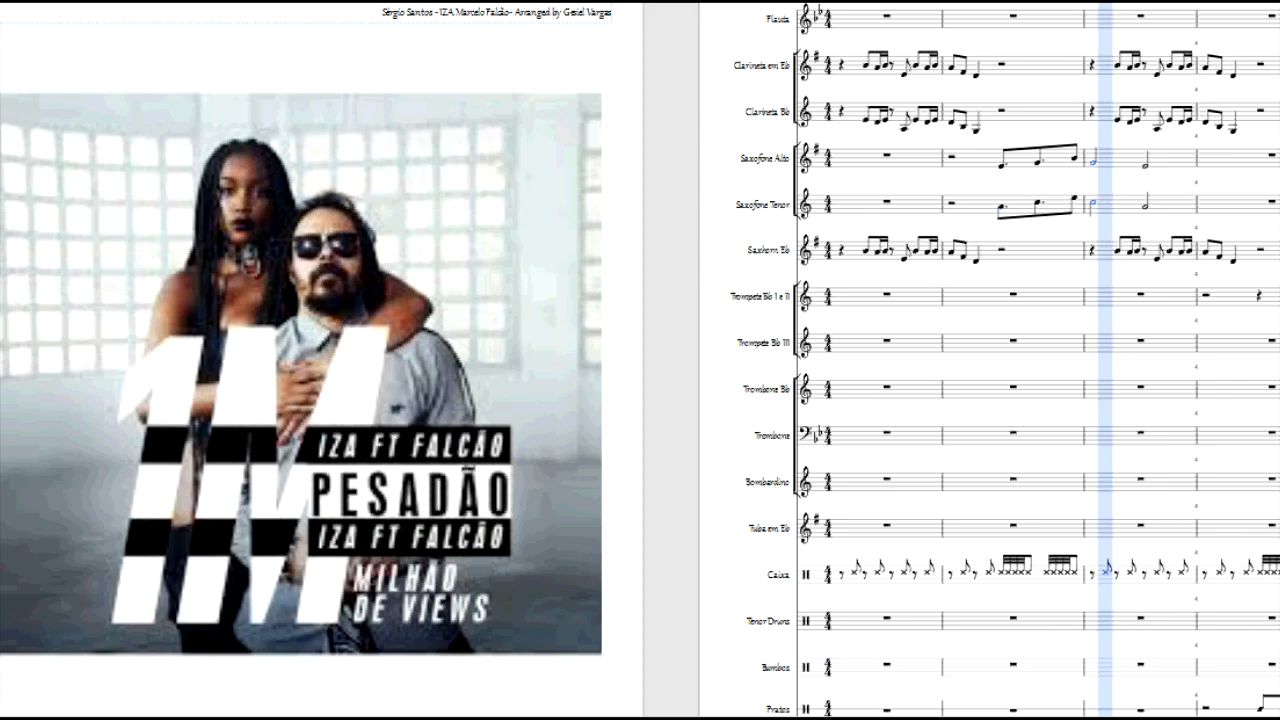 Sérgio Santos - IZA Marcelo Falcão- Arranged by Gesiel Vargas
1M
IZA FT FALCÃO
PESADÃO
IZA FT FALCÃO
MILHÃO
DE VIEWS
Flauta
Clarineta em Eb
Clarineta Bb
Saxofone Alto
Saxofone Tenor
Saxhorn Eb
Trompete Bb I e II
Trompete Bb III
Trombone Bb
Trombone
Bombardino
Tuba em Eb
Caixa
Tenor Drums
Bombos
Pratos